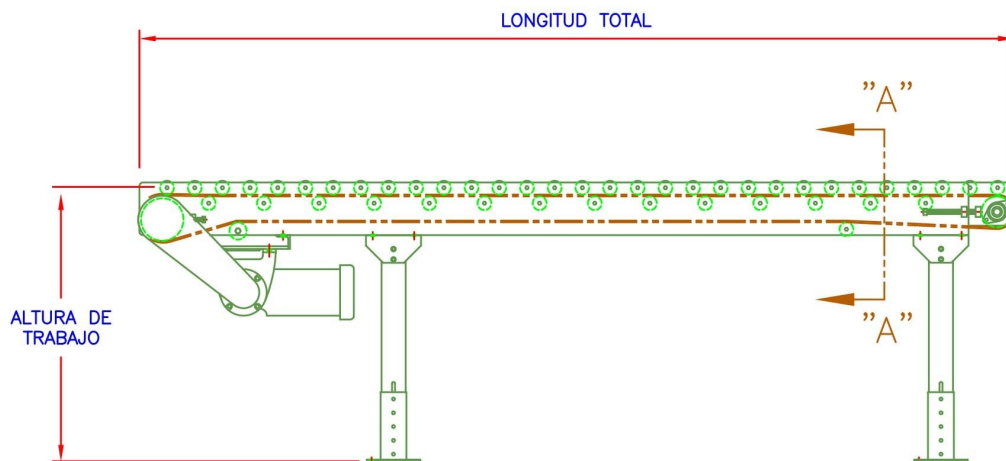 LONGITUD TOTAL
"A"
ALTURA DE
TRABAJO
"A"